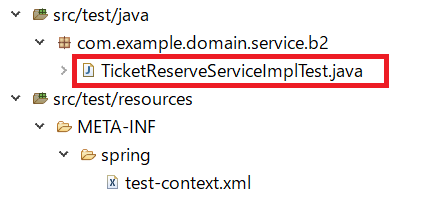 src/test/java
com.example.domain.service.b2
TicketReserveServiceImplTest.java
src/test/resources
META-INF
spring
test-context.xml